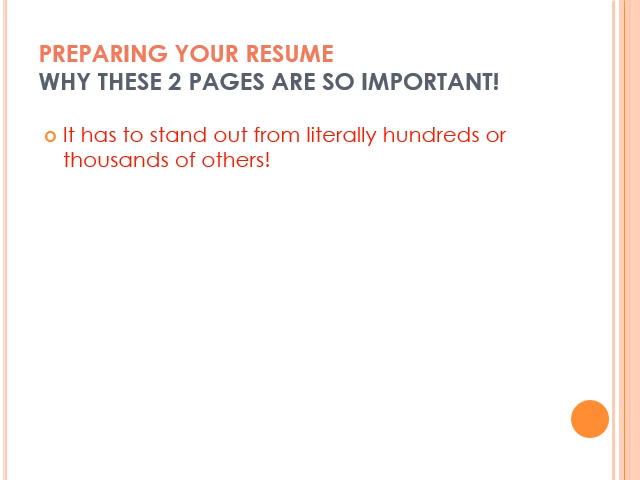 PREPARING YOUR RESUME
WHY THESE 2 PAGES ARE SO IMPORTANT!
It has to stand out from literally hundreds or
thousands of others!